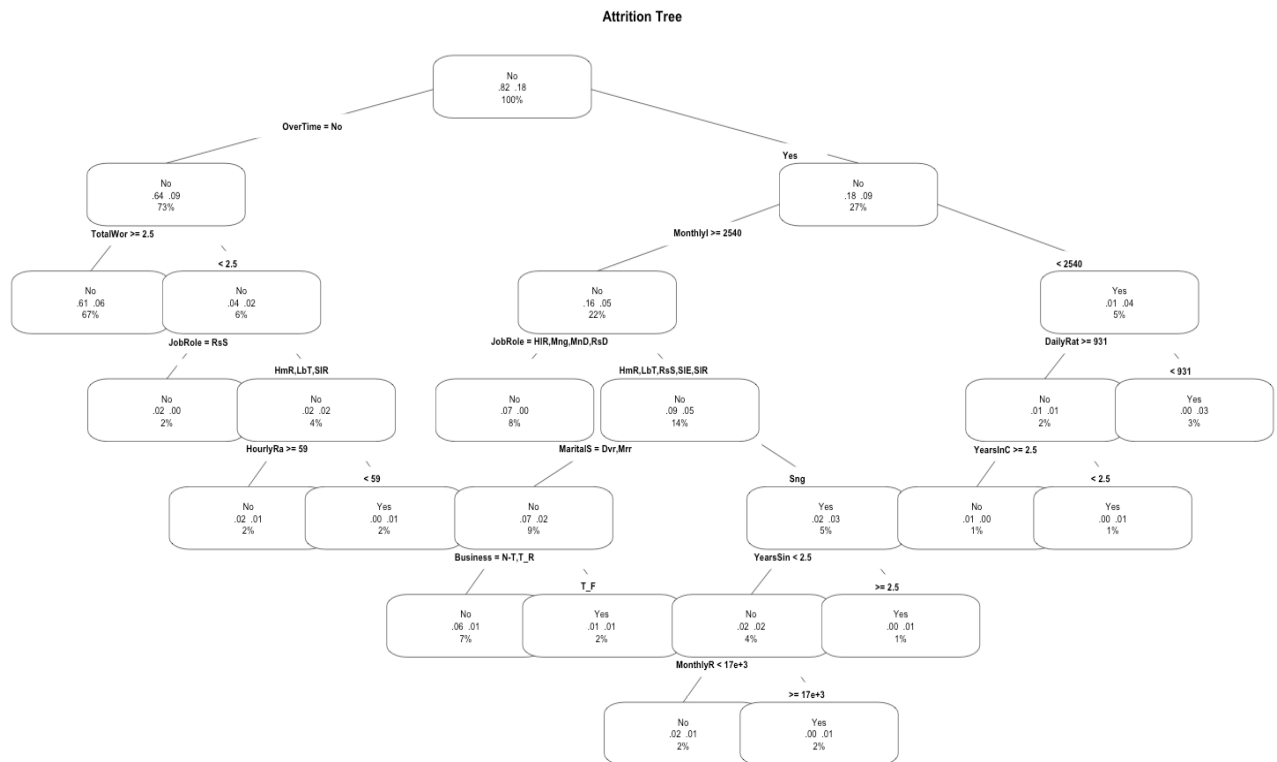 Attrition Tree
No
.82 .18
100%
OverTime = No
Yes
No
.64 .09
73%
No
.18 .09
27%
TotalWor >= 2.5
< 2.5
MonthlyI >= 2540
< 2540
No
.61 .06
67%
No
.04 .02
6%
No
.16 .05
22%
Yes
.01 .04
5%
JobRole = RsS
HmR,LbT,SlR
JobRole = HlR,Mng,MnD,RsD
HmR,LbT,RsS,SlE,SlR
DailyRat >= 931
< 931
No
.02 .00
2%
No
.02 .02
4%
No
.07 .00
8%
No
.09 .05
14%
No
.01 .01
2%
Yes
.00 .03
3%
HourlyRa >= 59
< 59
MaritalS = Dvr,Mrr
Sng
YearsInC >= 2.5
< 2.5
No
.02 .01
2%
Yes
.00 .01
2%
No
.07 .02
9%
Yes
.02 .03
5%
No
.01 .00
1%
Yes
.00 .01
1%
Business = N-T,T_R
T_F
YearsSin < 2.5
>= 2.5
No
.06 .01
7%
Yes
.01 .01
2%
No
.02 .02
4%
Yes
.00 .01
1%
MonthlyR < 17e+3
>= 17e+3
No
.02 .01
2%
Yes
.00 .01
2%